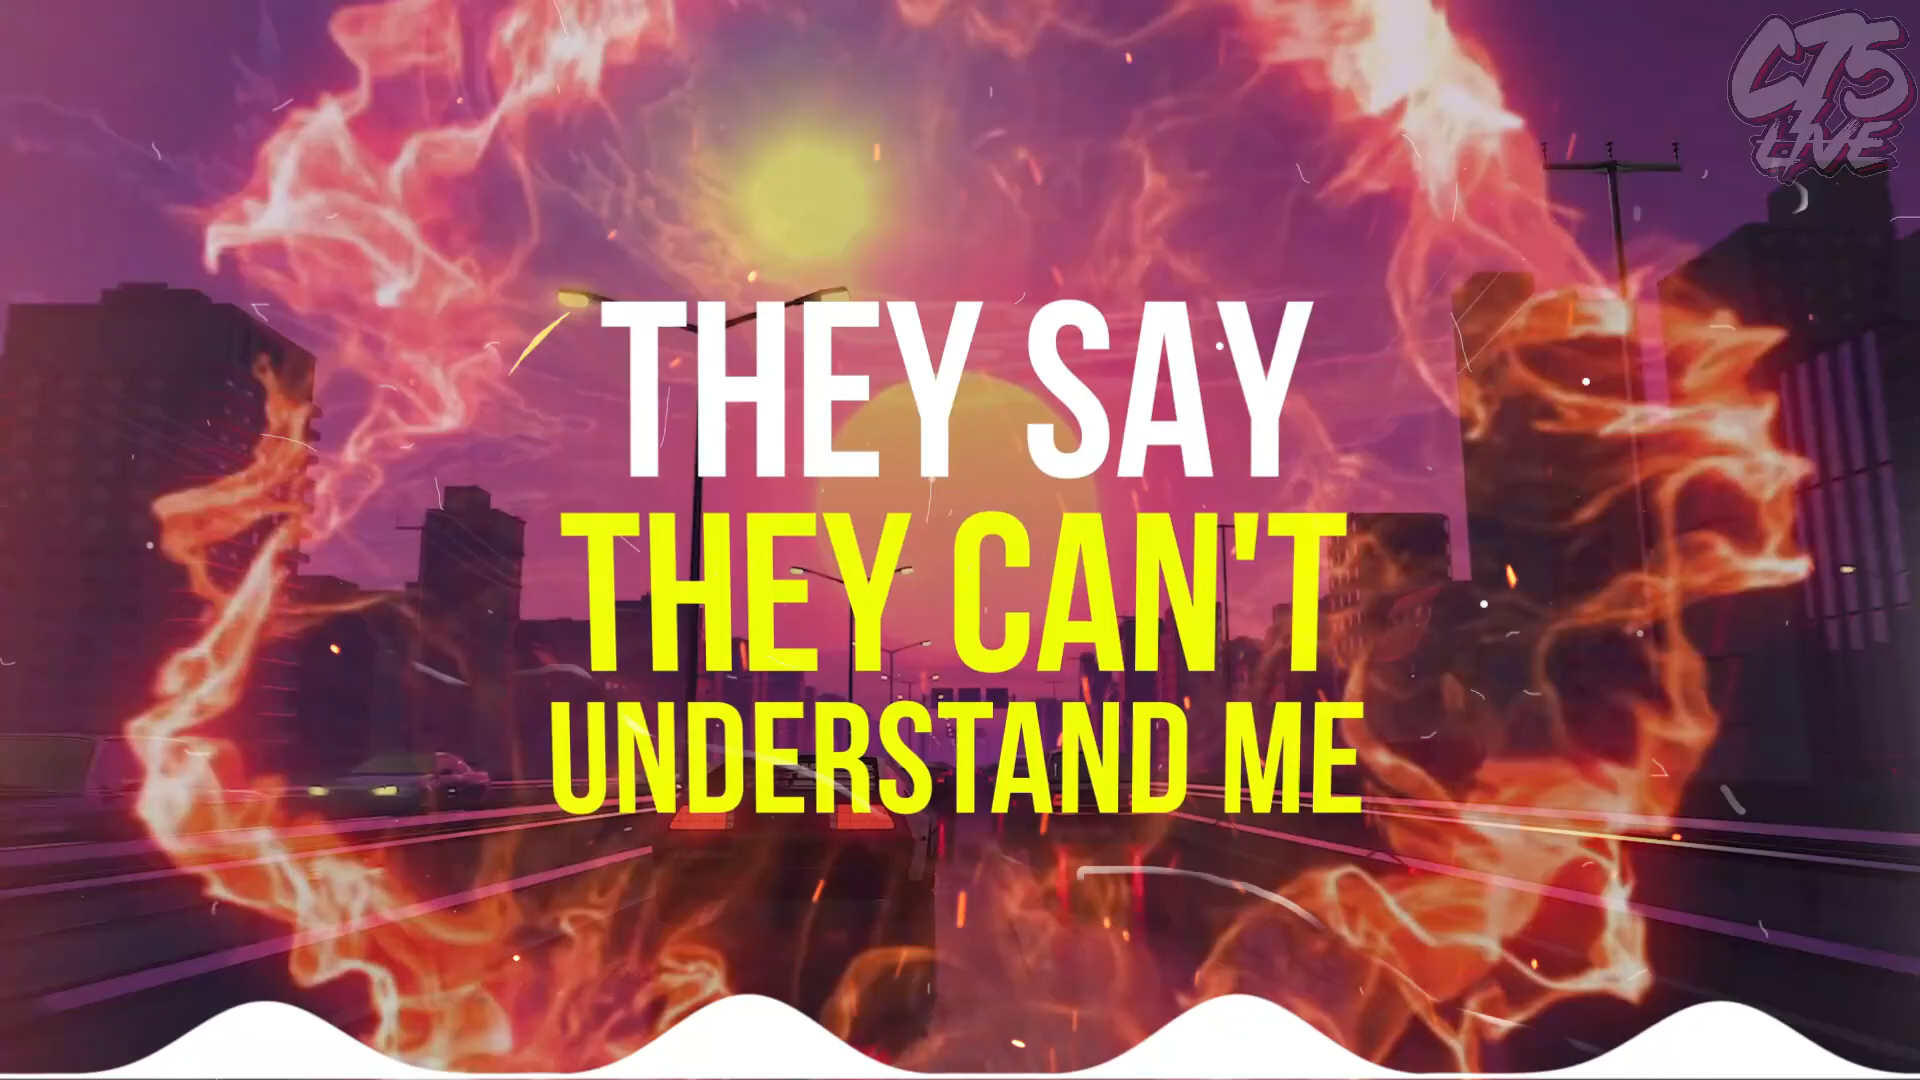 C75
LIVE
THEY SAY
THEY CAN'T
UNDERSTAND ME